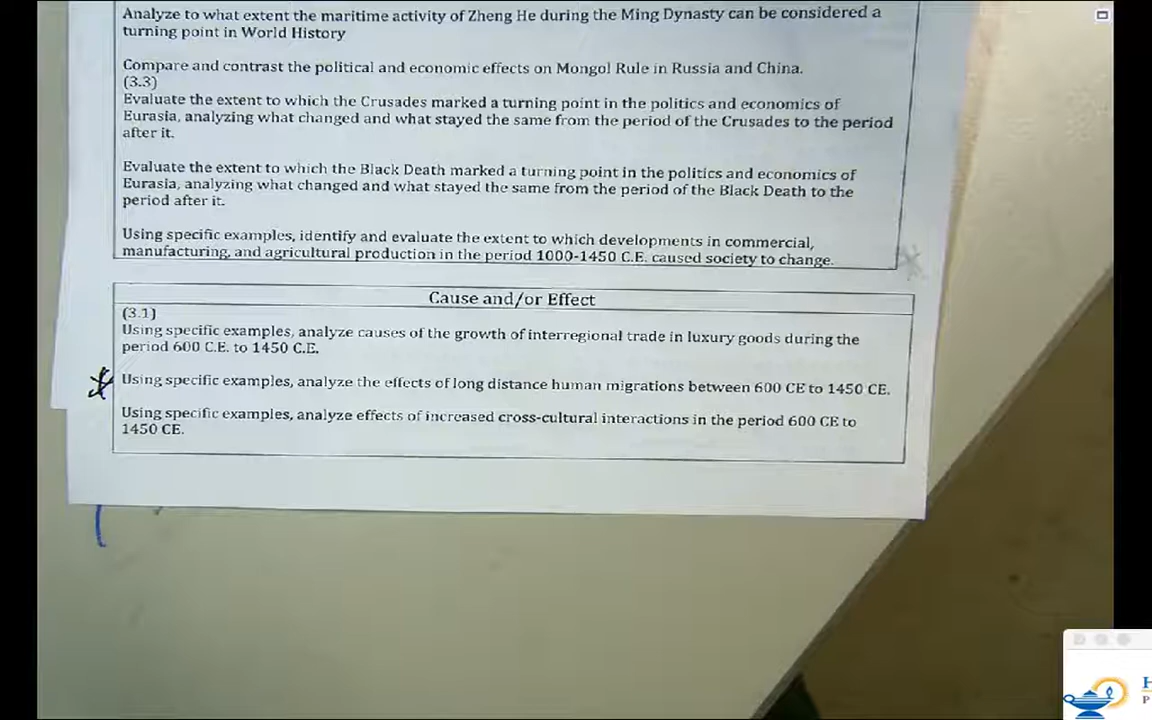 Analyze to what extent the maritime activity of Zheng He during the Ming Dynasty can be considered a
turning point in World History
Compare and contrast the political and economic effects on Mongol Rule in Russia and China.
(3.3)
Evaluate the extent to which the Crusades marked a turning point in the politics and economics of
Eurasia, analyzing what changed and what stayed the same from the period of the Crusades to the period
after it.
Evaluate the extent to which the Black Death marked a turning point in the politics and economics of
Eurasia, analyzing what changed and what stayed the same from the period of the Black Death to the
period after it.
Using specific examples, identify and evaluate the extent to which developments in commercial,
manufacturing, and agricultural production in the period 1000-1450 C.E. caused society to change.
Cause and/or Effect
(3.1)
Using specific examples, analyze causes of the growth of interregional trade in luxury goods during the
period 600 C.E. to 1450 C.E.
Using specific examples, analyze the effects of long distance human migrations between 600 CE to 1450 CE.
Using specific examples, analyze effects of increased cross-cultural interactions in the period 600 CE to
1450 CE.
H
P